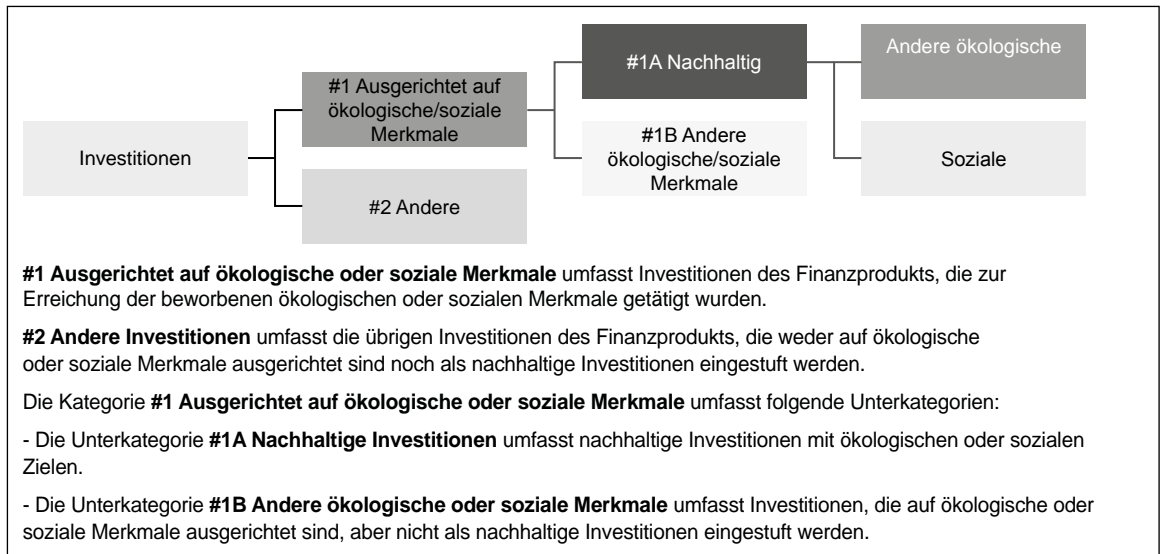 Investitionen
#1 Ausgerichtet auf
ökologische/soziale
Merkmale
#2 Andere
#1A Nachhaltig
#1B Andere
ökologische/soziale
Merkmale
Andere ökologische
Soziale
#1 Ausgerichtet auf ökologische oder soziale Merkmale umfasst Investitionen des Finanzprodukts, die zur
Erreichung der beworbenen ökologischen oder sozialen Merkmale getätigt wurden.
#2 Andere Investitionen umfasst die übrigen Investitionen des Finanzprodukts, die weder auf ökologische
oder soziale Merkmale ausgerichtet sind noch als nachhaltige Investitionen eingestuft werden.
Die Kategorie #1 Ausgerichtet auf ökologische oder soziale Merkmale umfasst folgende Unterkategorien:
- Die Unterkategorie #1A Nachhaltige Investitionen umfasst nachhaltige Investitionen mit ökologischen oder sozialen
Zielen.
- Die Unterkategorie #1B Andere ökologische oder soziale Merkmale umfasst Investitionen, die auf ökologische oder
soziale Merkmale ausgerichtet sind, aber nicht als nachhaltige Investitionen eingestuft werden.